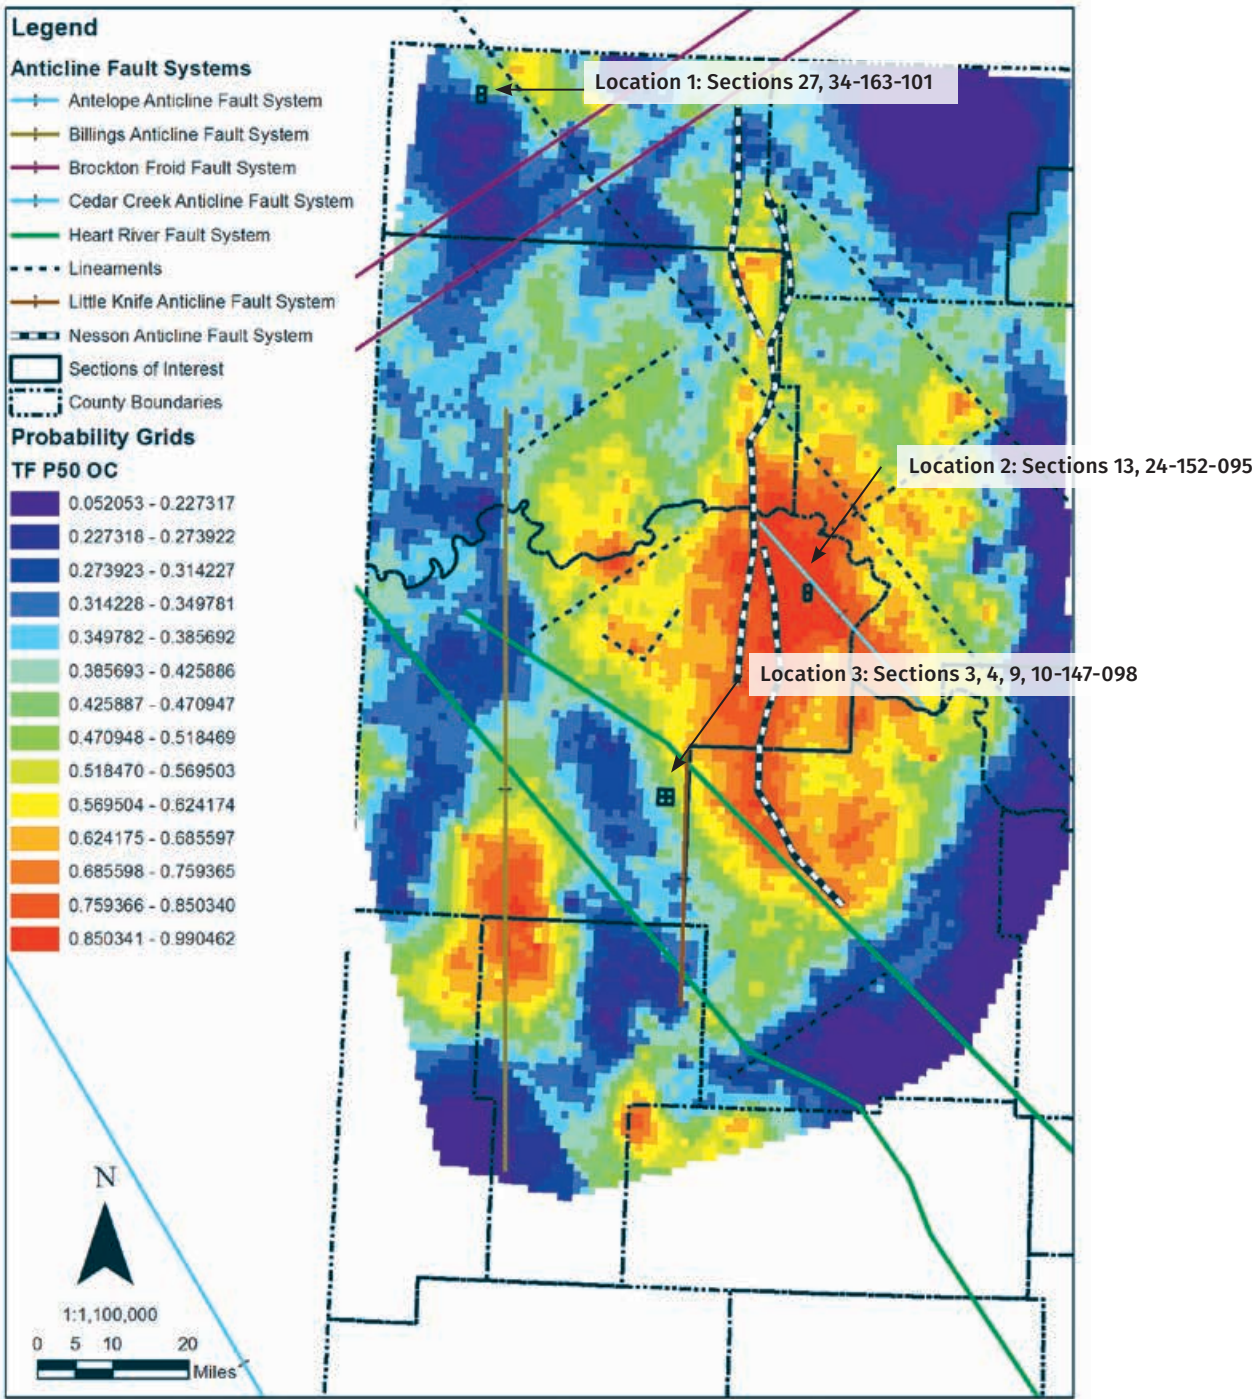 Legend
Anticline Fault Systems
Antelope Anticline Fault System
Billings Anticline Fault System
Brockton Froid Fault System
Cedar Creek Anticline Fault System
Heart River Fault System
Lineaments
Little Knife Anticline Fault System
Nesson Anticline Fault System
Sections of Interest
County Boundaries
Probability Grids
TF P50 OC
0.052053 - 0.227317
0.227318 - 0.273922
0.273923 - 0.314227
0.314228 - 0.349781
0.349782 - 0.385692
0.385693 - 0.425886
0.425887 - 0.470947
0.470948 - 0.518469
0.518470 - 0.569503
0.569504 - 0.624174
0.624175 - 0.685597
0.685598 - 0.759365
0.759366 - 0.850340
0.850341 - 0.990462
Location 1: Sections 27, 34-163-101
Location 2: Sections 13, 24-152-095
Location 3: Sections 3, 4, 9, 10-147-098
N
1:1,100,000
0 5 10 20
Miles